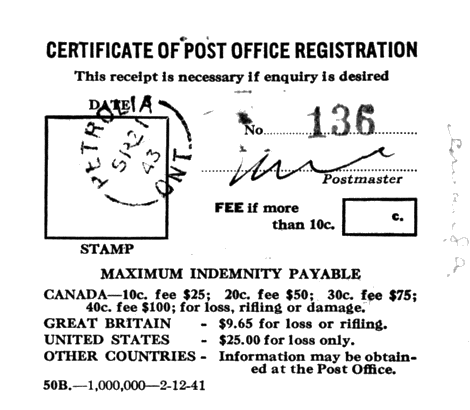 CERTIFICATE OF POST OFFICE REGISTRATION
This receipt is necessary if enquiry is desired
DATE
PETROLIA
21
43
ONT.
STAMP
No. 136
Postmaster
FEE if more
than 10c.
c.
MAXIMUM INDEMNITY PAYABLE
CANADA—10c. fee $25; 20c. fee $50; 30c. fee $75;
40c. fee $100; for loss, rifling or damage.
GREAT BRITAIN - $9.65 for loss or rifling.
UNITED STATES - $25.00 for loss only.
OTHER COUNTRIES - Information may be obtain-
ed at the Post Office.
50B.—1,000,000—2-12-41